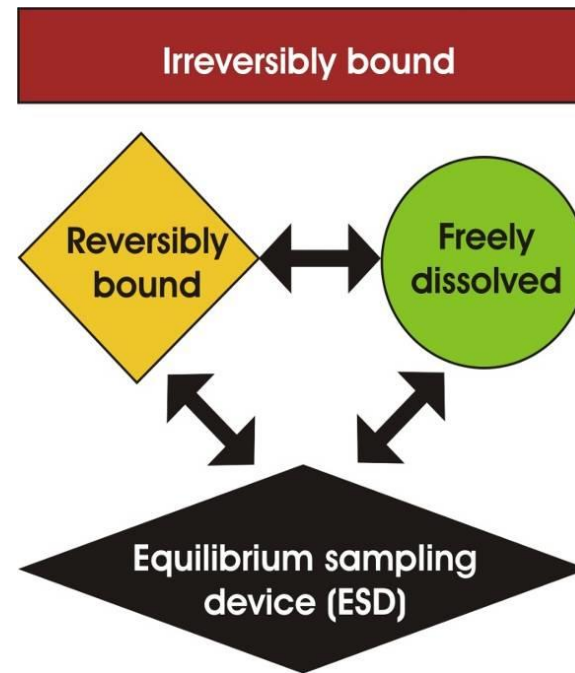 Irreversibly bound
Reversibly
bound
Freely
dissolved
Equilibrium sampling
device (ESD)